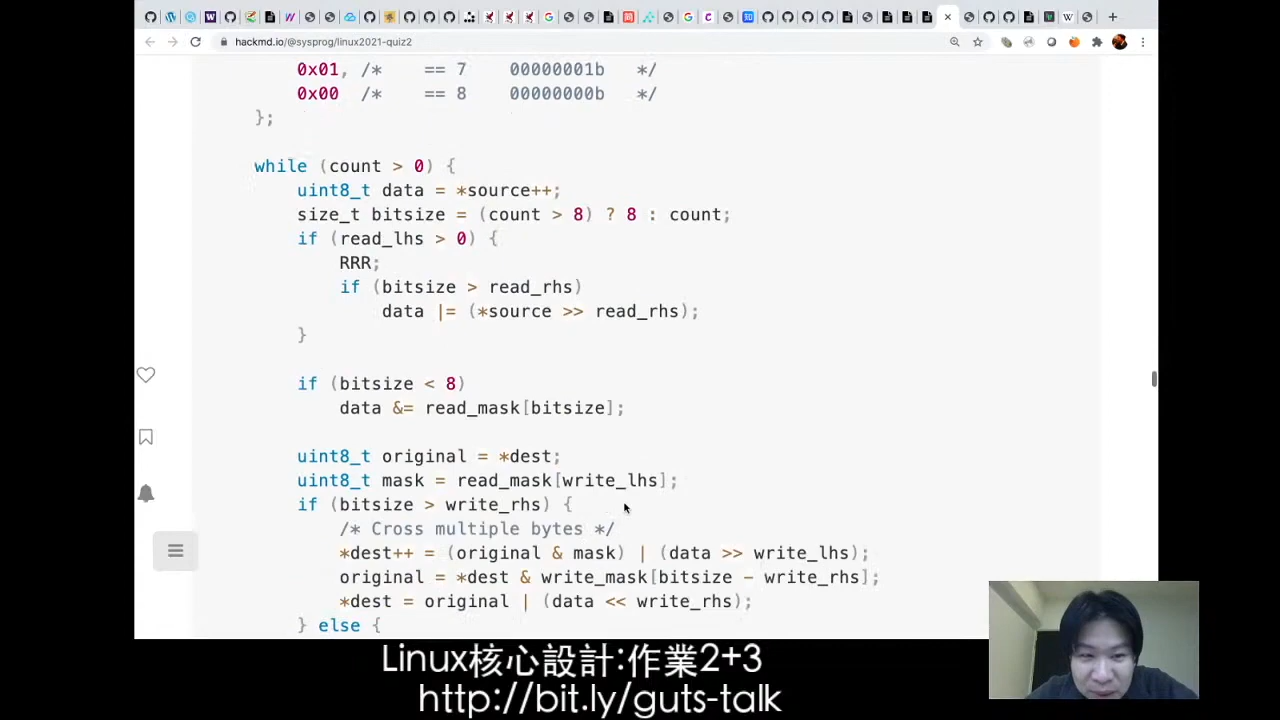 hackmd.io/@sysprog/linux2021-quiz2
0x01, /*    == 7    00000001b   */
0x00  /*    == 8    00000000b   */
};
while (count > 0) {
uint8_t data = *source++;
size_t bitsize = (count > 8) ? 8 : count;
if (read_lhs > 0) {
RRR;
if (bitsize > read_rhs)
data |= (*source >> read_rhs);
}
if (bitsize < 8)
data &= read_mask[bitsize];
uint8_t original = *dest;
uint8_t mask = read_mask[write_lhs];
if (bitsize > write_rhs) {
/* Cross multiple bytes */
*dest++ = (original & mask) | (data >> write_lhs);
original = *dest & write_mask[bitsize - write_rhs];
*dest = original | (data << write_rhs);
} else {
Linux核心設計:作業2+3
http://bit.ly/guts-talk